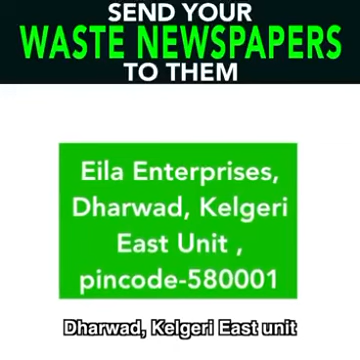 SEND YOUR
WASTE NEWSPAPERS
TO THEM
Eila Enterprises,
Dharwad, Kelgeri
East Unit ,
pincode-580001
Dharwad, Kelgeri East unit